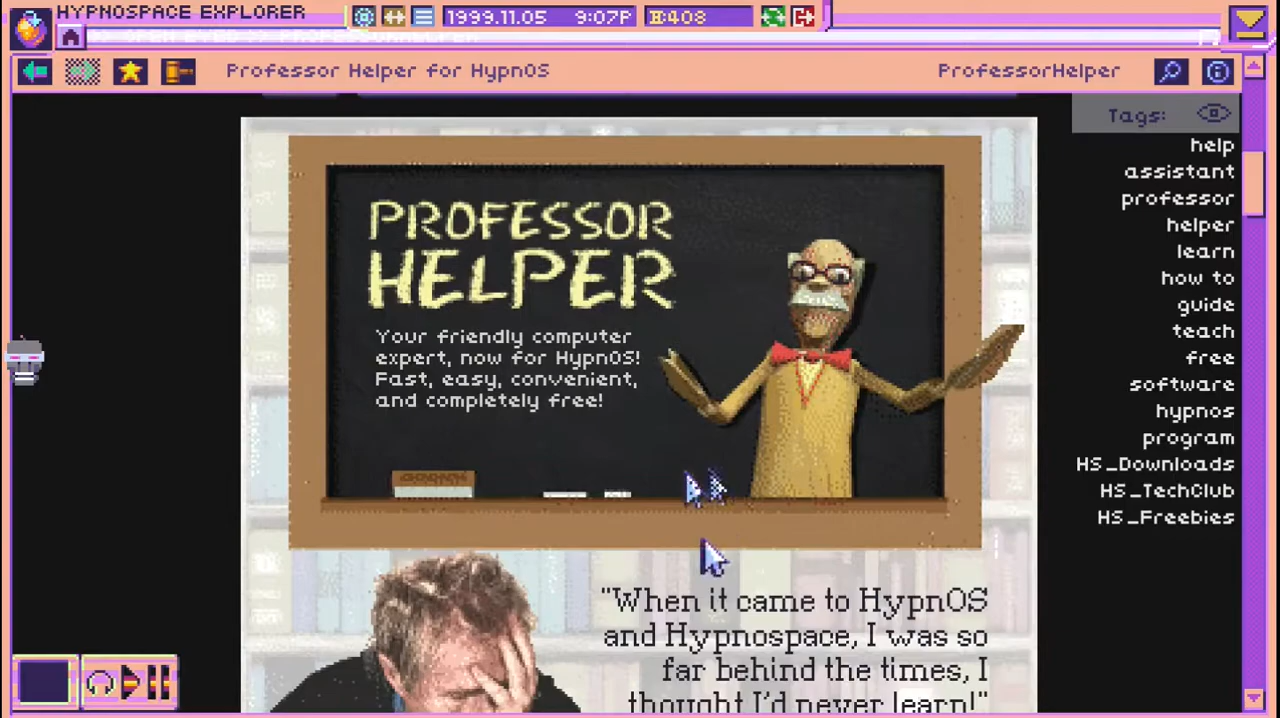 HYPNOSPACE EXPLORER
1999.11.05 9:07P
408
Professor Helper for HypnOS
ProfessorHelper
Tags:
help
assistant
professor
helper
learn
how to
guide
teach
free
software
hypnos
program
HS_Downloads
HS_TechClub
HS_Freebies
PROFESSOR
HELPER
Your friendly computer
expert, now for HypnOS!
Fast, easy, convenient,
and completely free!
"When it came to HypnOS
and Hypnospace, I was so
far behind the times, I
thought I'd never learn!"